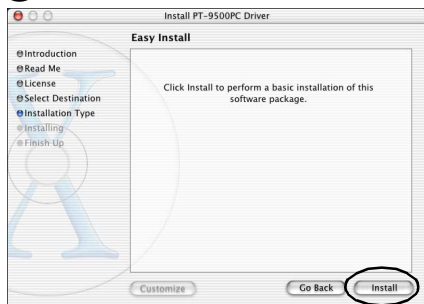 Install PT-9500PC Driver
Easy Install
Introduction
Read Me
License
Select Destination
Installation Type
Installing
Finish Up
Click Install to perform a basic installation of this
software package.
Customize
Go Back
Install